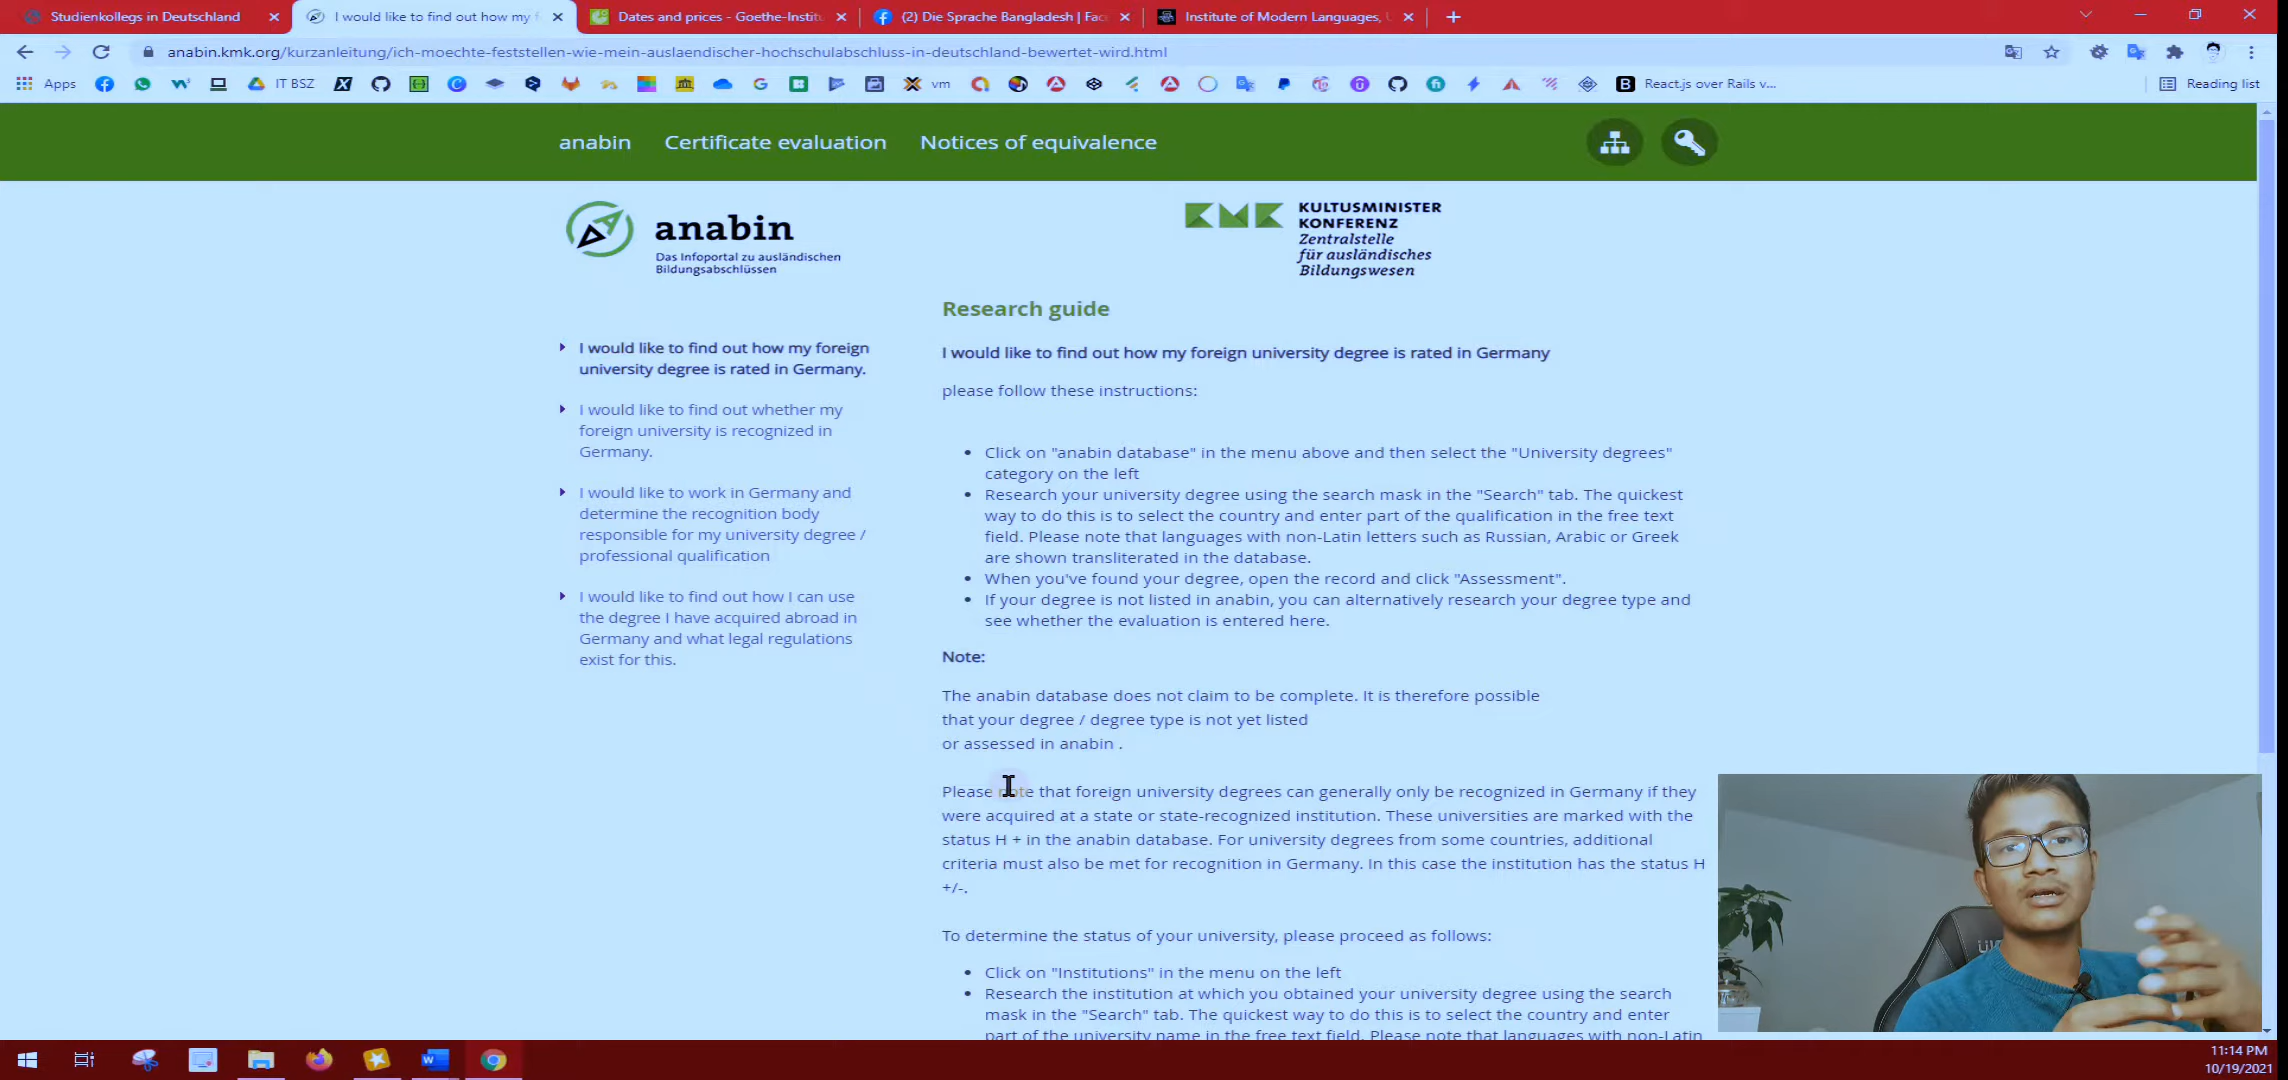 Studienkollegs in Deutschland
I would like to find out how my f
Dates and prices - Goethe-Institu
(2) Die Sprache Bangladesh | Fac
Institute of Modern Languages, U
anabin.kmk.org/kurzanleitung/ich-moechte-feststellen-wie-mein-auslaendischer-hochschulabschluss-in-deutschland-bewertet-wird.html
Apps
IT BSZ
vm
React.js over Rails v...
Reading list
anabin
Certificate evaluation
Notices of equivalence
anabin
Das Infoportal zu ausländischen
Bildungsabschlüssen
KMK
KULTUSMINISTER
KONFERENZ
Zentralstelle
für ausländisches
Bildungswesen
I would like to find out how my foreign
university degree is rated in Germany.
I would like to find out whether my
foreign university is recognized in
Germany.
I would like to work in Germany and
determine the recognition body
responsible for my university degree /
professional qualification
I would like to find out how I can use
the degree I have acquired abroad in
Germany and what legal regulations
exist for this.
Research guide
I would like to find out how my foreign university degree is rated in Germany
please follow these instructions:
Click on "anabin database" in the menu above and then select the "University degrees"
category on the left
Research your university degree using the search mask in the "Search" tab. The quickest
way to do this is to select the country and enter part of the qualification in the free text
field. Please note that languages with non-Latin letters such as Russian, Arabic or Greek
are shown transliterated in the database.
When you've found your degree, open the record and click "Assessment".
If your degree is not listed in anabin, you can alternatively research your degree type and
see whether the evaluation is entered here.
Note:
The anabin database does not claim to be complete. It is therefore possible
that your degree / degree type is not yet listed
or assessed in anabin .
Please note that foreign university degrees can generally only be recognized in Germany if they
were acquired at a state or state-recognized institution. These universities are marked with the
status H + in the anabin database. For university degrees from some countries, additional
criteria must also be met for recognition in Germany. In this case the institution has the status H
+/-.
To determine the status of your university, please proceed as follows:
Click on "Institutions" in the menu on the left
Research the institution at which you obtained your university degree using the search
mask in the "Search" tab. The quickest way to do this is to select the country and enter
part of the university name in the free text field. Please note that languages with non-Latin
11:14 PM
10/19/2021